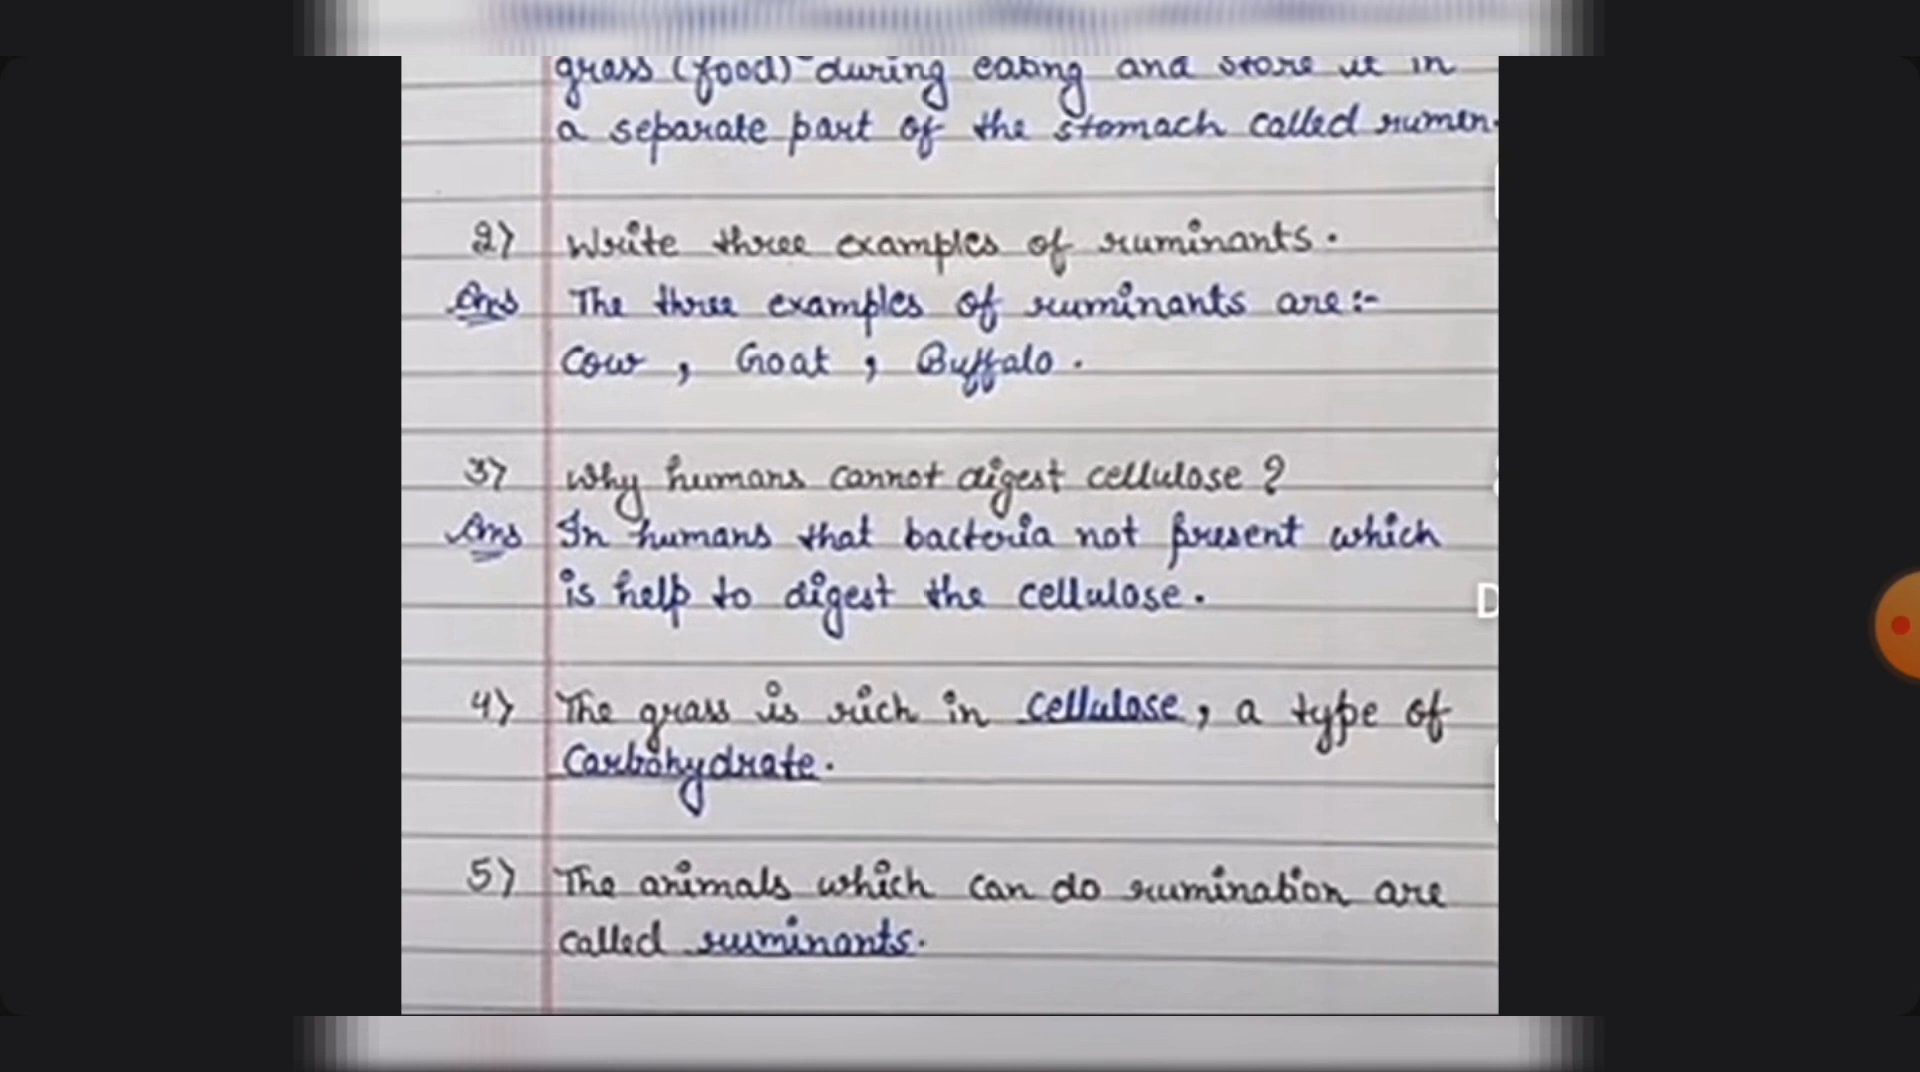 grass (food) during eating and store it in
a separate part of the stomach called rumen.
2) Write three examples of ruminants.
Ans The three examples of ruminants are:-
Cow, Goat, Buffalo.
3) Why humans cannot digest cellulose?
Ans In humans that bacteria not present which
is help to digest the cellulose.
D
4) The grass is rich in cellulose, a type of
Carbohydrate.
5) The animals which can do rumination are
called ruminants.